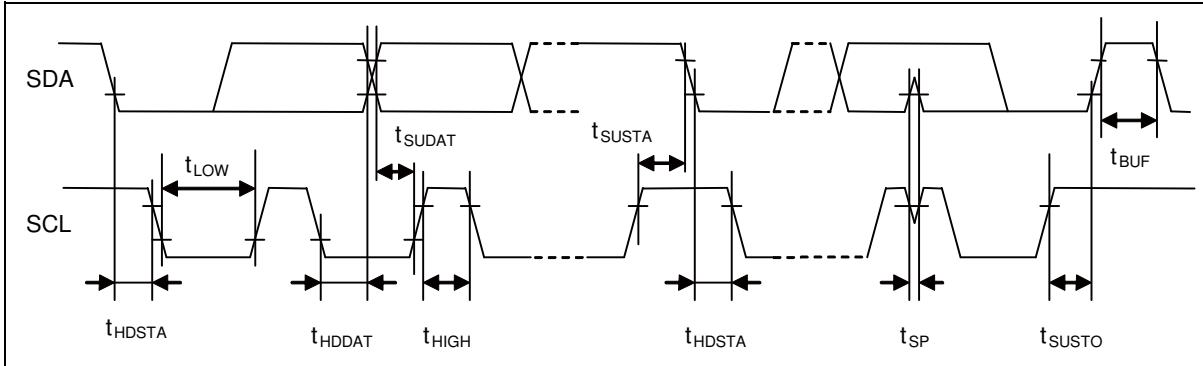 SDA
tSUDAT
tSUSTA
tBUF
tLOW
SCL
tHDSTA
tHDDAT
tHIGH
tHDSTA
tSP
tSUSTO